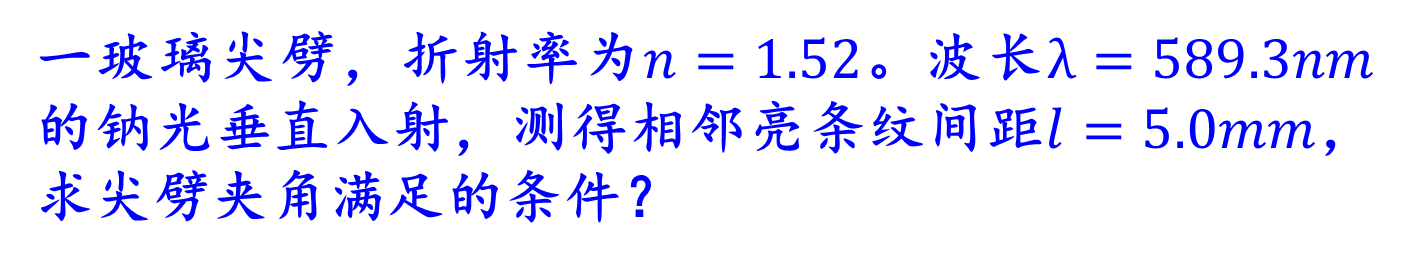 一玻璃尖劈，折射率为n = 1.52。波长λ = 589.3nm
的钠光垂直入射，测得相邻亮条纹间距l = 5.0mm，
求尖劈夹角满足的条件？